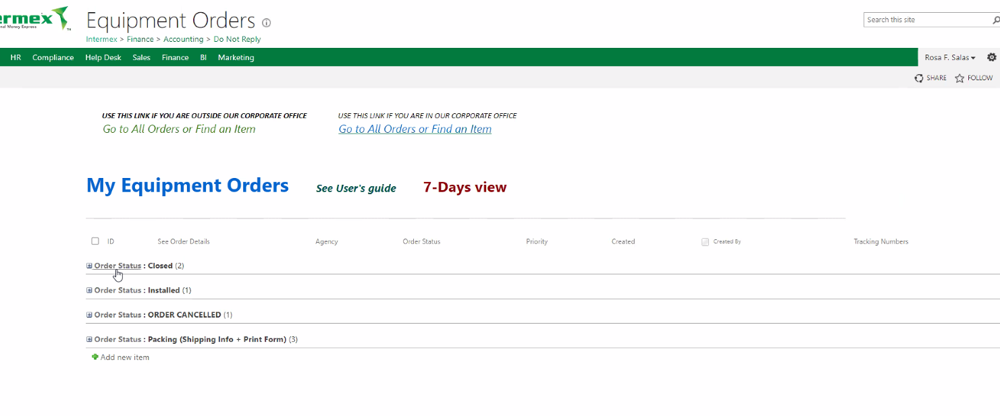 ermex
nal Money Express
TM
Equipment Orders
Intermex > Finance > Accounting > Do Not Reply
Search this site
HR Compliance Help Desk Sales Finance BI Marketing
Rosa F. Salas
SHARE FOLLOW
USE THIS LINK IF YOU ARE OUTSIDE OUR CORPORATE OFFICE
Go to All Orders or Find an Item
USE THIS LINK IF YOU ARE IN OUR CORPORATE OFFICE
Go to All Orders or Find an Item
My Equipment Orders See User's guide 7-Days view
ID See Order Details Agency Order Status Priority Created Created By Tracking Numbers
Order Status : Closed (2)
Order Status : Installed (1)
Order Status : ORDER CANCELLED (1)
Order Status : Packing (Shipping Info + Print Form) (3)
Add new item